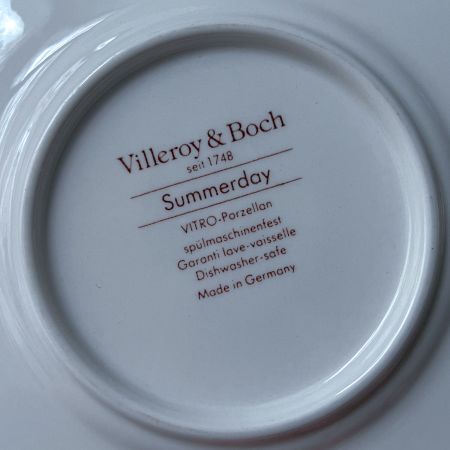 Villeroy & Boch
seit 1748
Summerday
VITRO-Porzellan
spülmaschinenfest
Garanti lave-vaisselle
Dishwasher-safe
Made in Germany